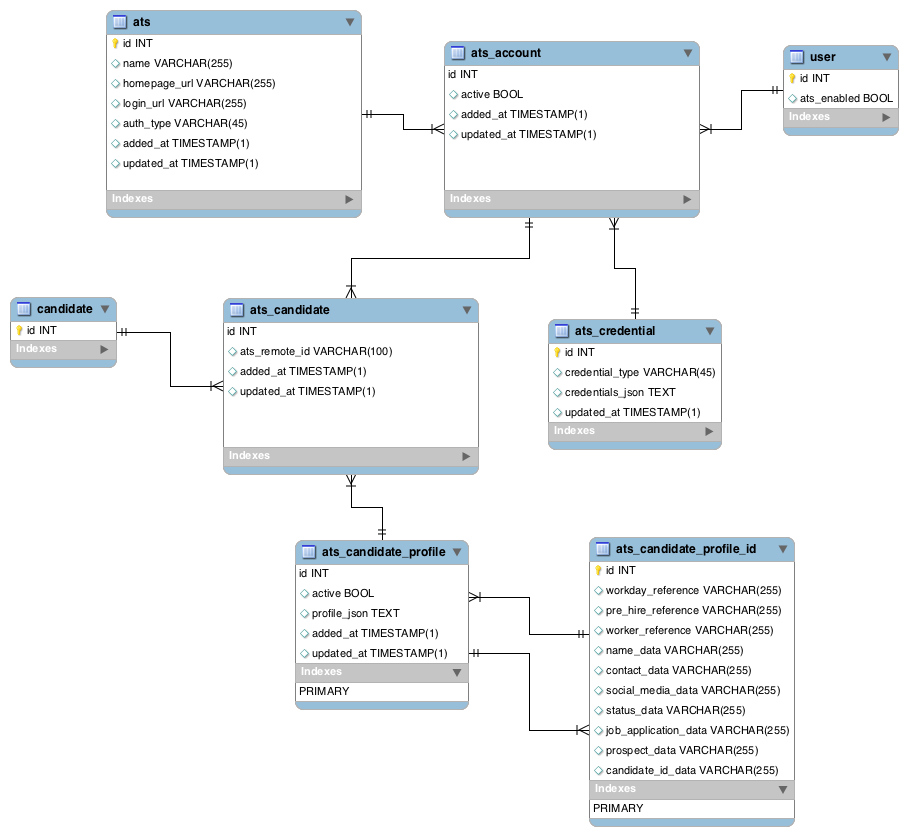 ats
id INT
name VARCHAR(255)
homepage_url VARCHAR(255)
login_url VARCHAR(255)
auth_type VARCHAR(45)
added_at TIMESTAMP(1)
updated_at TIMESTAMP(1)
Indexes
ats_account
id INT
active BOOL
added_at TIMESTAMP(1)
updated_at TIMESTAMP(1)
Indexes
user
id INT
ats_enabled BOOL
Indexes
candidate
id INT
Indexes
ats_candidate
id INT
ats_remote_id VARCHAR(100)
added_at TIMESTAMP(1)
updated_at TIMESTAMP(1)
Indexes
ats_credential
id INT
credential_type VARCHAR(45)
credentials_json TEXT
updated_at TIMESTAMP(1)
Indexes
ats_candidate_profile
id INT
active BOOL
profile_json TEXT
added_at TIMESTAMP(1)
updated_at TIMESTAMP(1)
Indexes
PRIMARY
ats_candidate_profile_id
id INT
workday_reference VARCHAR(255)
pre_hire_reference VARCHAR(255)
worker_reference VARCHAR(255)
name_data VARCHAR(255)
contact_data VARCHAR(255)
social_media_data VARCHAR(255)
status_data VARCHAR(255)
job_application_data VARCHAR(255)
prospect_data VARCHAR(255)
candidate_id_data VARCHAR(255)
Indexes
PRIMARY